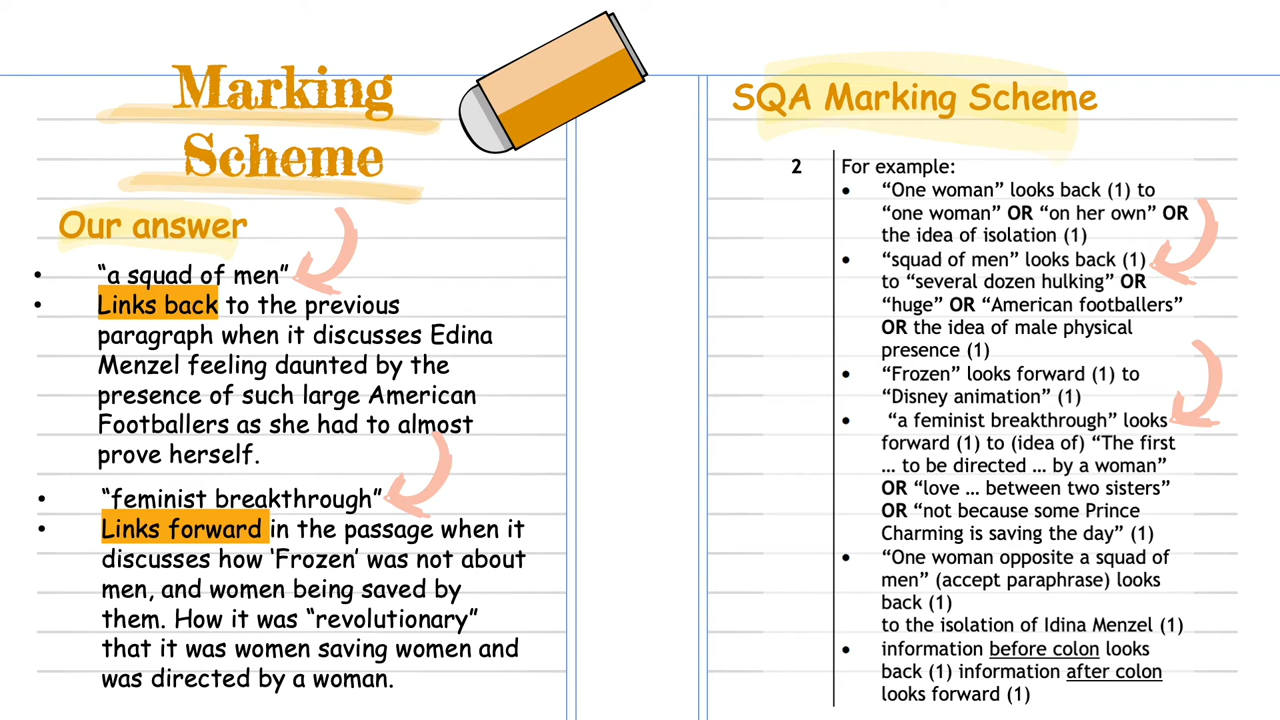 Marking
Scheme
Our answer
• “a squad of men”
• Links back to the previous
paragraph when it discusses Edina
Menzel feeling daunted by the
presence of such large American
Footballers as she had to almost
prove herself.
• “feminist breakthrough”
• Links forward in the passage when it
discusses how ‘Frozen’ was not about
men, and women being saved by
them. How it was “revolutionary”
that it was women saving women and
was directed by a woman.
SQA Marking Scheme
2 For example:
• “One woman” looks back (1) to
“one woman” OR “on her own” OR
the idea of isolation (1)
• “squad of men” looks back (1)
to “several dozen hulking” OR
“huge” OR “American footballers”
OR the idea of male physical
presence (1)
• “Frozen” looks forward (1) to
“Disney animation” (1)
• “a feminist breakthrough” looks
forward (1) to (idea of) “The first
… to be directed … by a woman”
OR “love … between two sisters”
OR “not because some Prince
Charming is saving the day” (1)
• “One woman opposite a squad of
men” (accept paraphrase) looks
back (1)
to the isolation of Idina Menzel (1)
• information before colon looks
back (1) information after colon
looks forward (1)